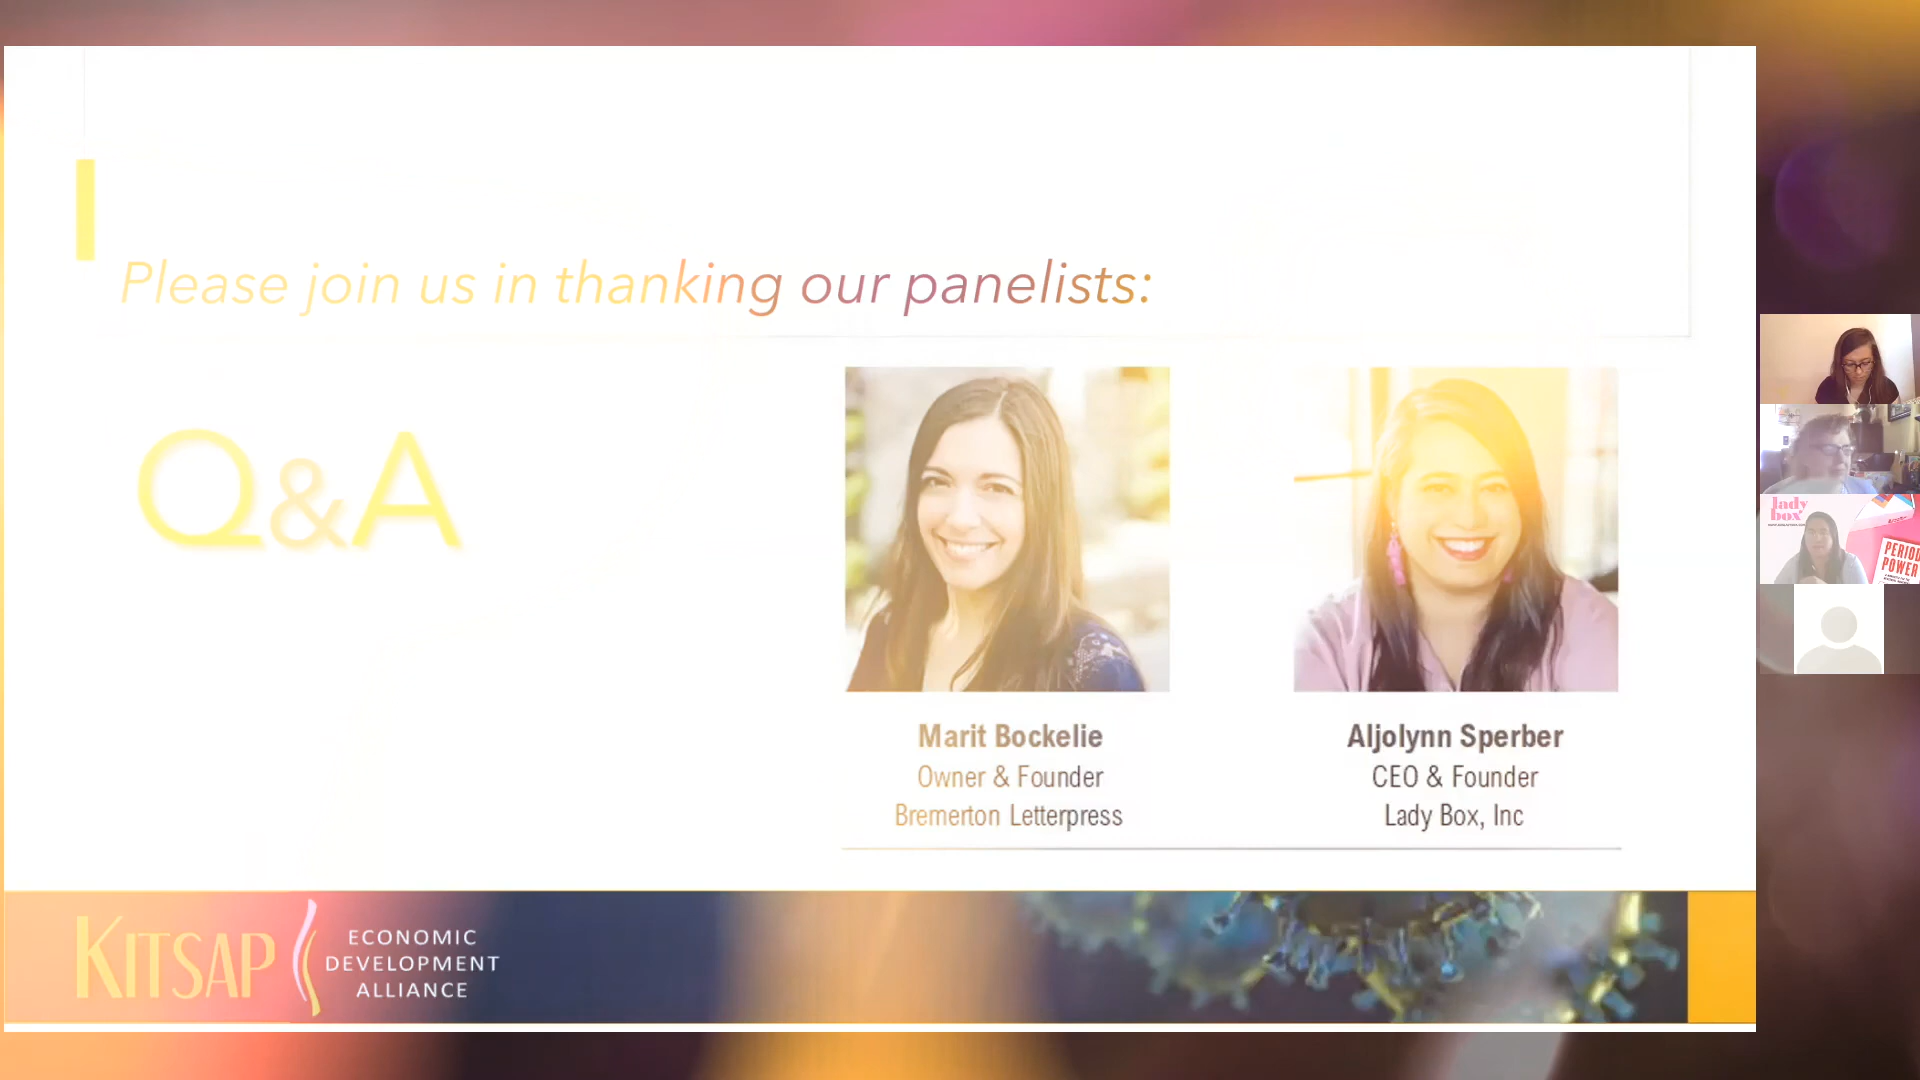 Please join us in thanking our panelists:
Q&A
Marit Bockelie
Owner & Founder
Bremerton Letterpress
Aljolynn Sperber
CEO & Founder
Lady Box, Inc
KITSAP
ECONOMIC
DEVELOPMENT
ALLIANCE
lady
box
PERIOD
POWER